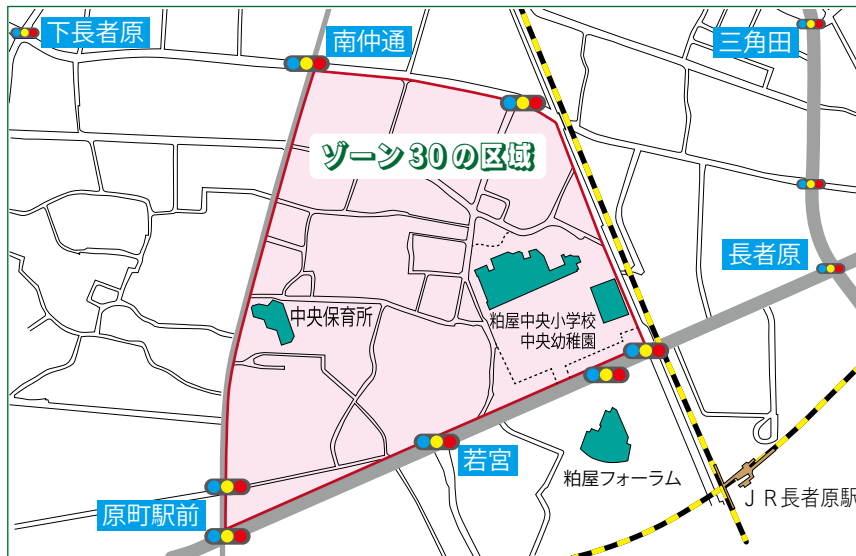 下長者原
南仲通
三角田
ゾーン30の区域
長者原
中央保育所
粕屋中央小学校
中央幼稚園
若宮
粕屋フォーラム
原町駅前
JR長者原駅